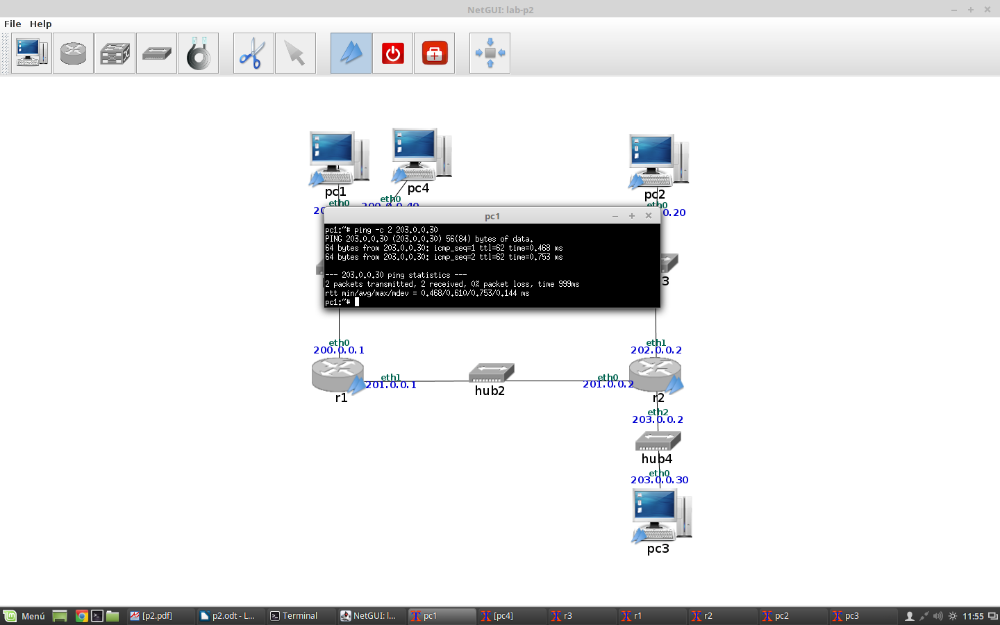 NetGUI: lab-p2
File Help
pc1
pc4
pc2
eth0
eth0
eth0
0.20
pc1
pc1:~# ping -c 2 203.0.0.30
PING 203.0.0.30 (203.0.0.30) 56(84) bytes of data.
64 bytes from 203.0.0.30: icmp_seq=1 ttl=62 time=0.468 ms
64 bytes from 203.0.0.30: icmp_seq=2 ttl=62 time=0.753 ms
--- 203.0.0.30 ping statistics ---
2 packets transmitted, 2 received, 0% packet loss, time 999ms
rtt min/avg/max/mdev = 0.468/0.610/0.753/0.144 ms
pc1:~#
3
eth0
200.0.0.1
eth1
202.0.0.2
eth1
201.0.0.1
eth0
201.0.0.2
r1
hub2
r2
eth2
203.0.0.2
hub4
eth0
203.0.0.30
pc3
Menú
[p2.pdf]
p2.odt - L...
Terminal
NetGUI: l...
pc1
[pc4]
r3
r1
r2
pc2
pc3
11:55